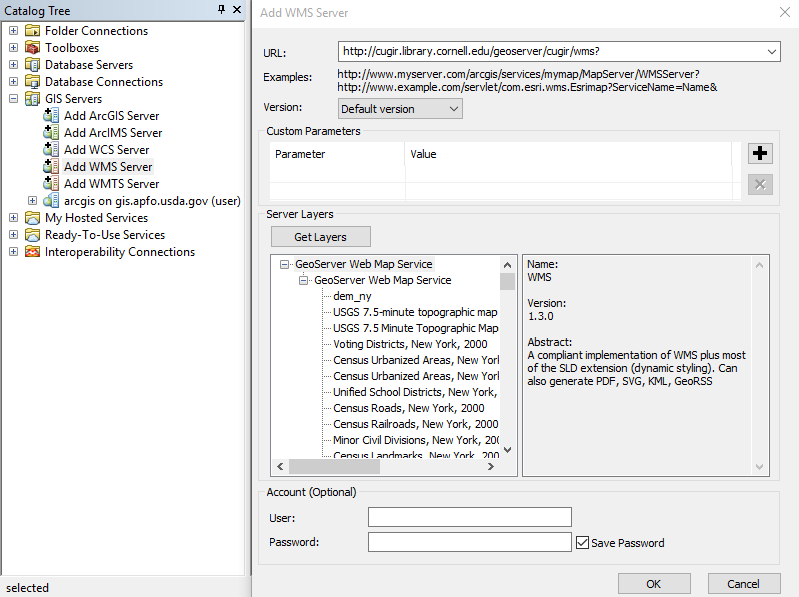 Catalog Tree
Folder Connections
Toolboxes
Database Servers
Database Connections
GIS Servers
Add ArcGIS Server
Add ArcIMS Server
Add WCS Server
Add WMS Server
Add WMTS Server
arcgis on gis.apfo.usda.gov (user)
My Hosted Services
Ready-To-Use Services
Interoperability Connections
selected
Add WMS Server
URL:
http://cugir.library.cornell.edu/geoserver/cugir/wms?
Examples:
http://www.myserver.com/arcgis/services/mymap/MapServer/WMSServer?
http://www.example.com/servlet/com.esri.wms.Esrimap?ServiceName=Name&
Version:
Default version
Custom Parameters
Parameter Value
Server Layers
Get Layers
GeoServer Web Map Service
GeoServer Web Map Service
dem_ny
USGS 7.5-minute topographic map
USGS 7.5 Minute Topographic Map
Voting Districts, New York, 2000
Census Urbanized Areas, New York
Census Urbanized Areas, New York
Unified School Districts, New York,
Census Roads, New York, 2000
Census Railroads, New York, 2000
Minor Civil Divisions, New York, 200
Census Landmarks, New York, 200
Name:
WMS
Version:
1.3.0
Abstract:
A compliant implementation of WMS plus most
of the SLD extension (dynamic styling). Can
also generate PDF, SVG, KML, GeoRSS
Account (Optional)
User:
Password:
Save Password
OK
Cancel